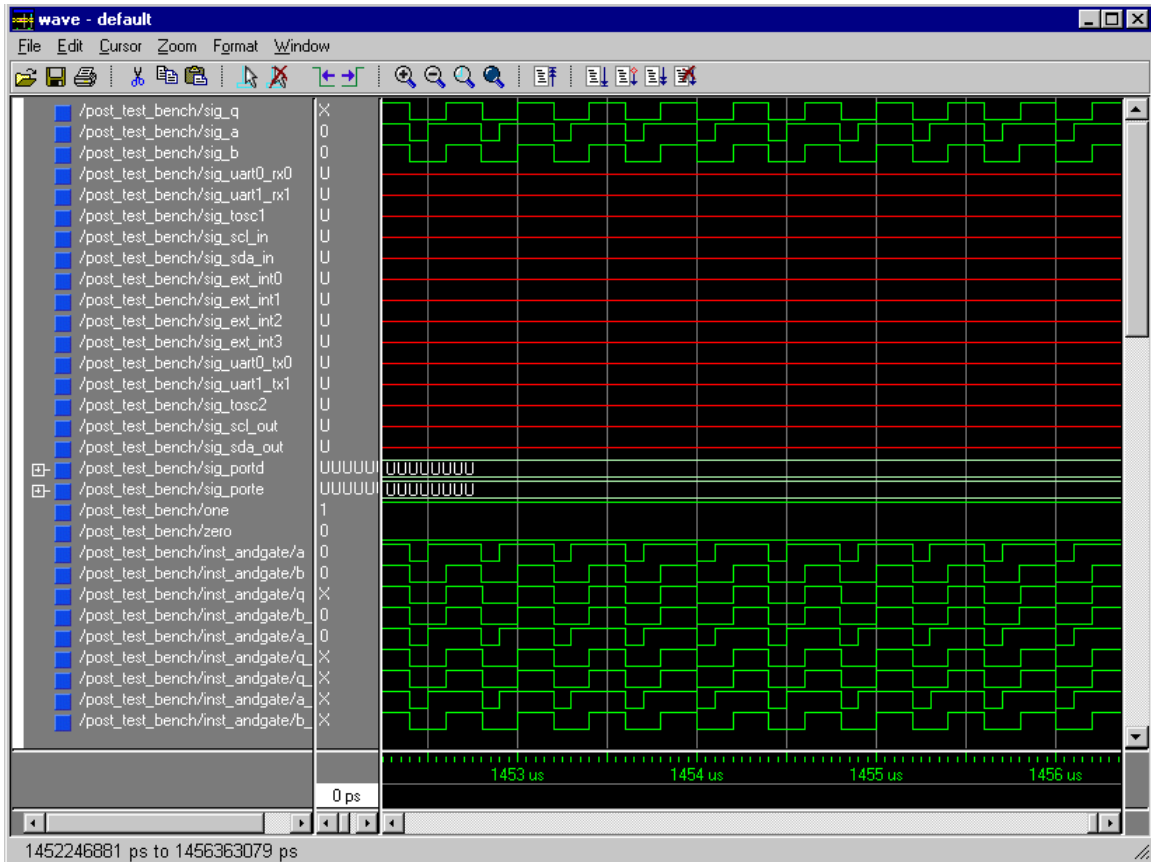 wave - default
File Edit Cursor Zoom Format Window
/post_test_bench/sig_q X
/post_test_bench/sig_a 0
/post_test_bench/sig_b 0
/post_test_bench/sig_uart0_rx0 U
/post_test_bench/sig_uart1_rx1 U
/post_test_bench/sig_tosc1 U
/post_test_bench/sig_scl_in U
/post_test_bench/sig_sda_in U
/post_test_bench/sig_ext_int0 U
/post_test_bench/sig_ext_int1 U
/post_test_bench/sig_ext_int2 U
/post_test_bench/sig_ext_int3 U
/post_test_bench/sig_uart0_tx0 U
/post_test_bench/sig_uart1_tx1 U
/post_test_bench/sig_tosc2 U
/post_test_bench/sig_scl_out U
/post_test_bench/sig_sda_out U
/post_test_bench/sig_portd UUUUU UUUUUUUU
/post_test_bench/sig_porte UUUUU UUUUUUUU
/post_test_bench/one 1
/post_test_bench/zero 0
/post_test_bench/inst_andgate/a 0
/post_test_bench/inst_andgate/b 0
/post_test_bench/inst_andgate/q X
/post_test_bench/inst_andgate/b_ 0
/post_test_bench/inst_andgate/a_ 0
/post_test_bench/inst_andgate/q_ X
/post_test_bench/inst_andgate/q_ X
/post_test_bench/inst_andgate/a_ X
/post_test_bench/inst_andgate/b_ X
1453 us 1454 us 1455 us 1456 us
0 ps
1452246881 ps to 1456363079 ps